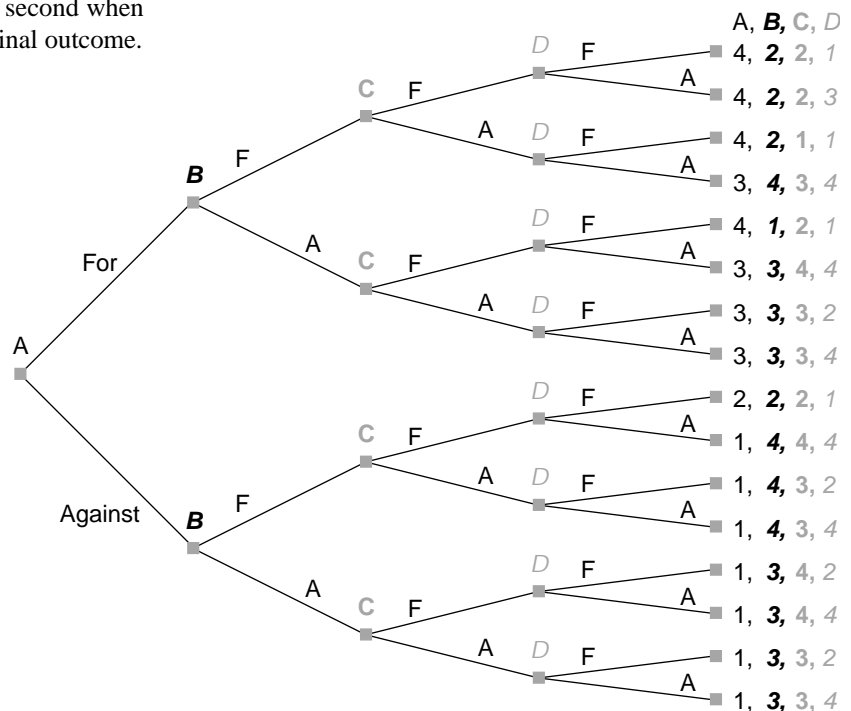 second when
inal outcome.
A, B, C, D
D F 4, 2, 2, 1
C F A 4, 2, 2, 3
A D F 4, 2, 1, 1
B F A 3, 4, 3, 4
D F 4, 1, 2, 1
For A C F A 3, 3, 4, 4
A D F 3, 3, 3, 2
A A 3, 3, 3, 4
D F 2, 2, 2, 1
C F A 1, 4, 4, 4
A D F 1, 4, 3, 2
Against B F A 1, 4, 3, 4
D F 1, 3, 4, 2
A C F A 1, 3, 4, 4
A D F 1, 3, 3, 2
A 1, 3, 3, 4